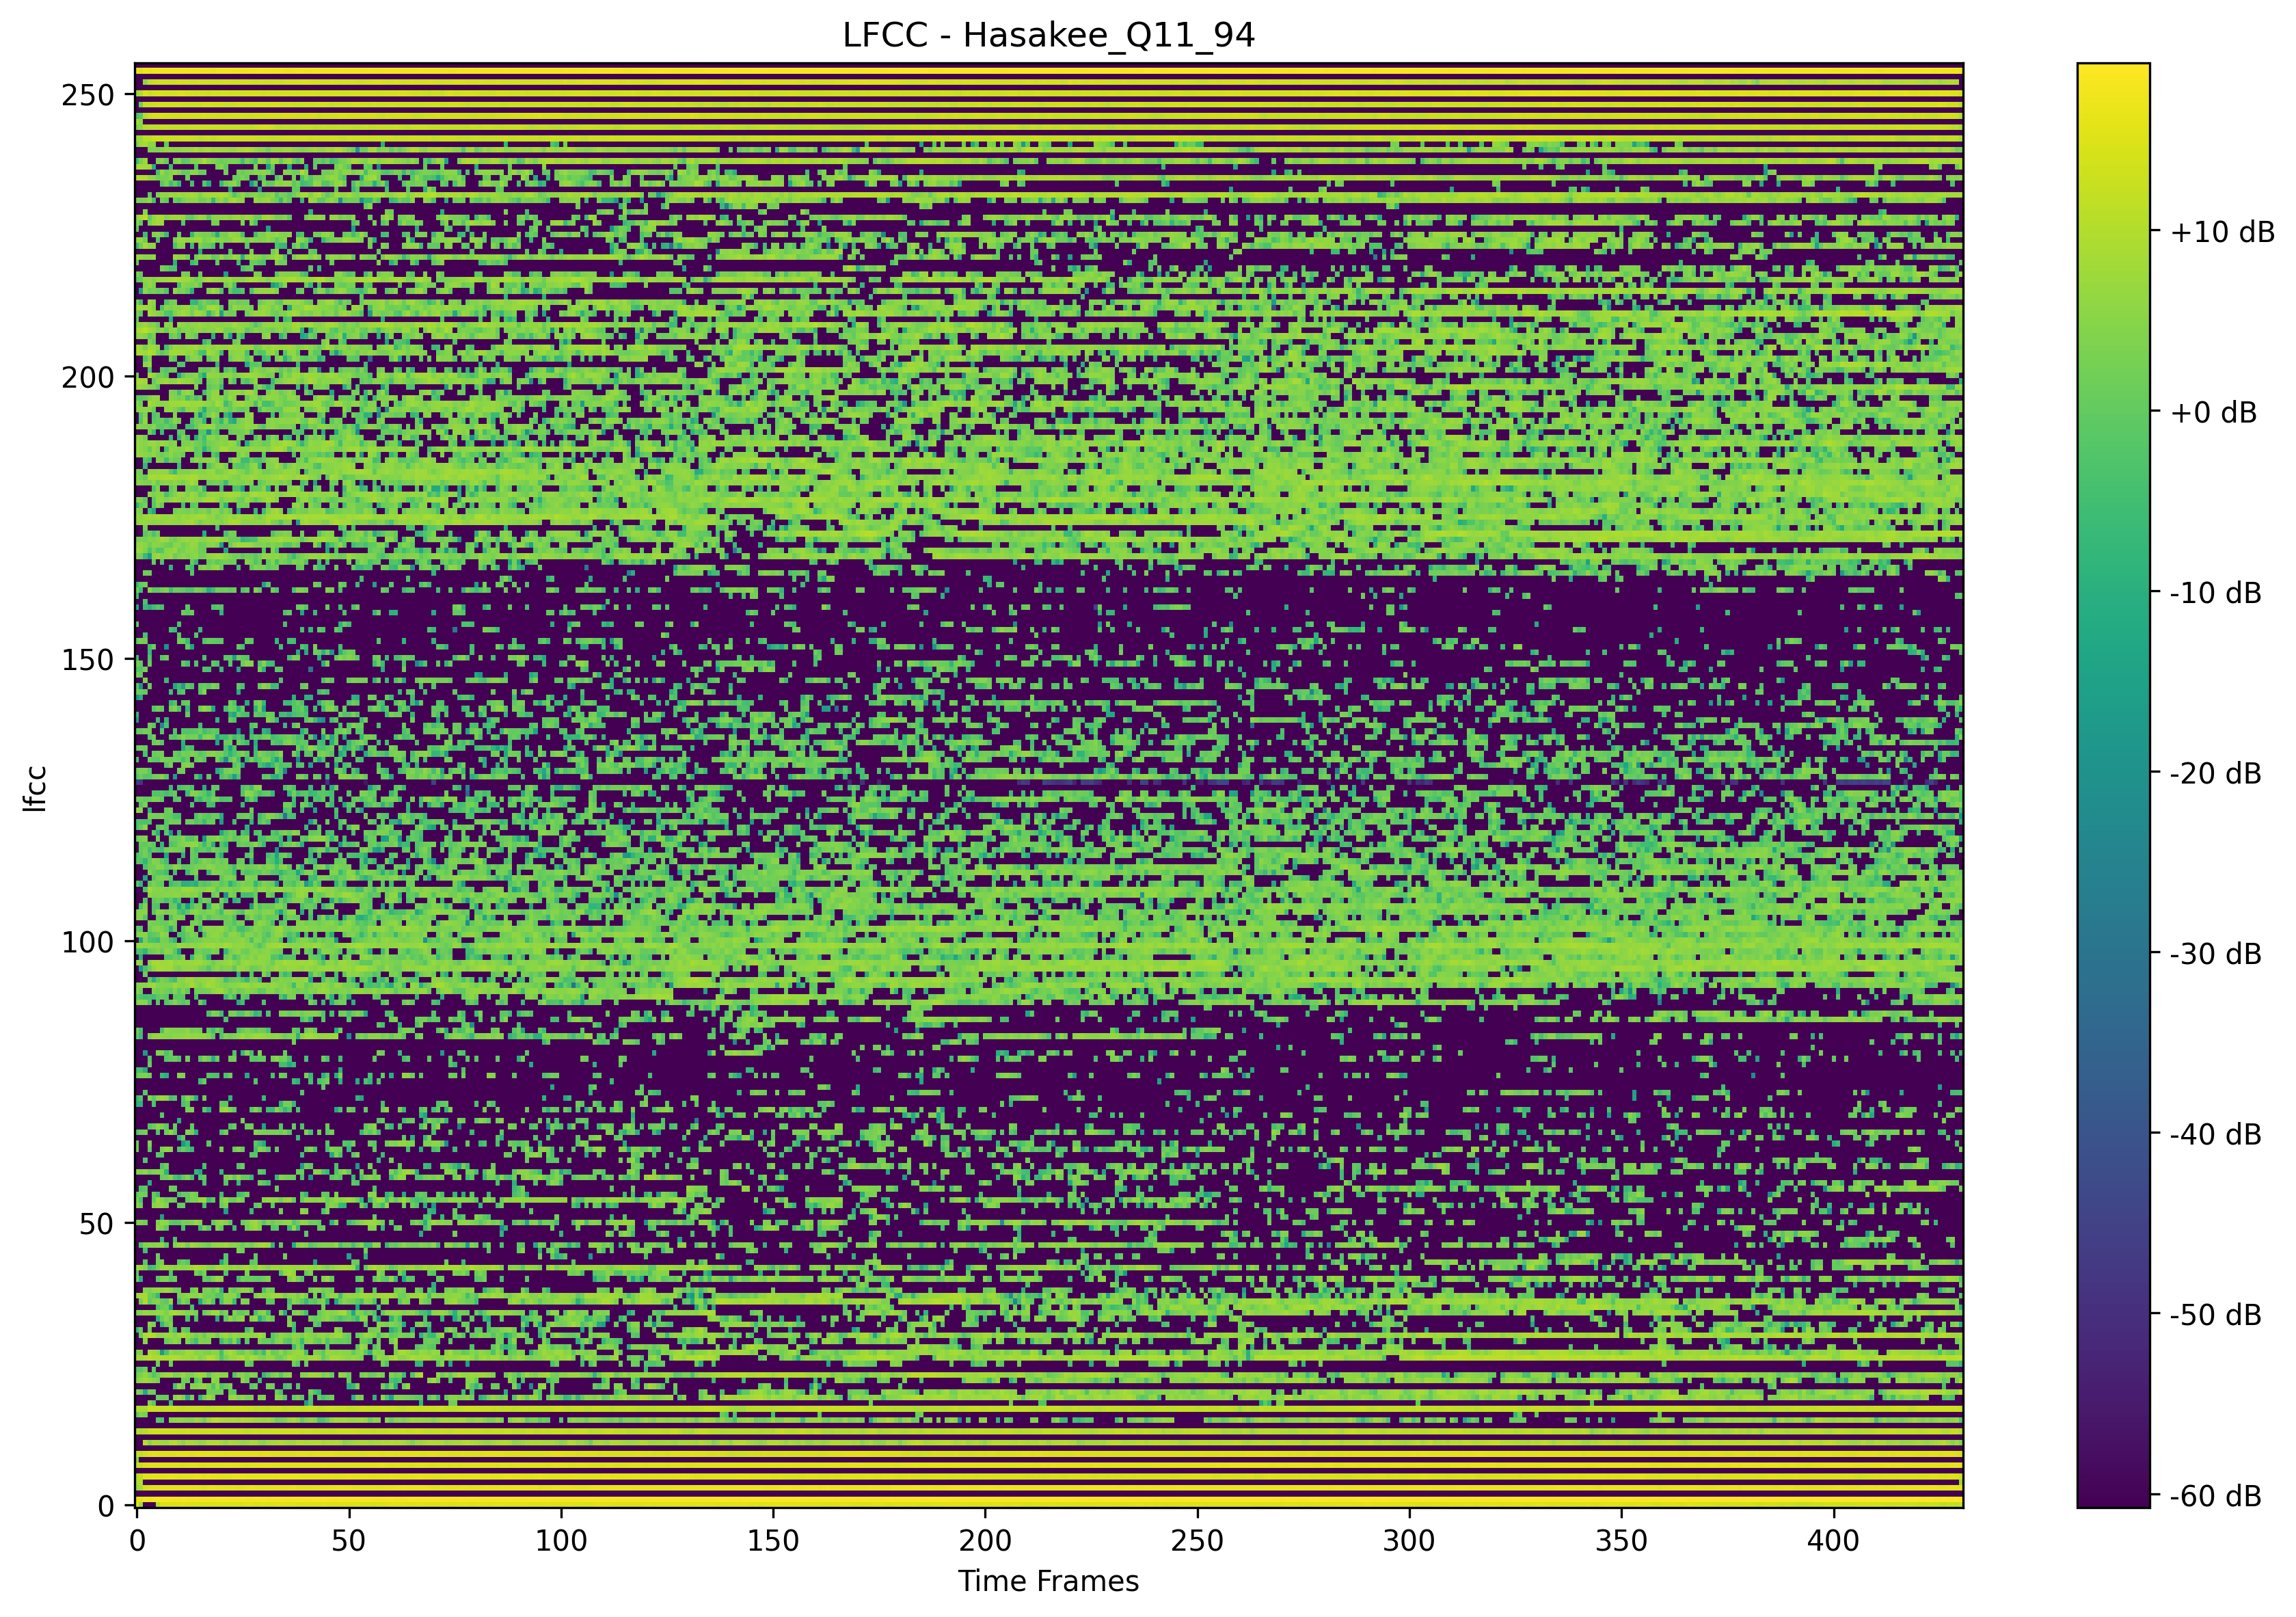 LFCC - Hasakee_Q11_94
250
200
150
100
50
0
lfcc
0 50 100 150 200 250 300 350 400
Time Frames
+10 dB
+0 dB
-10 dB
-20 dB
-30 dB
-40 dB
-50 dB
-60 dB